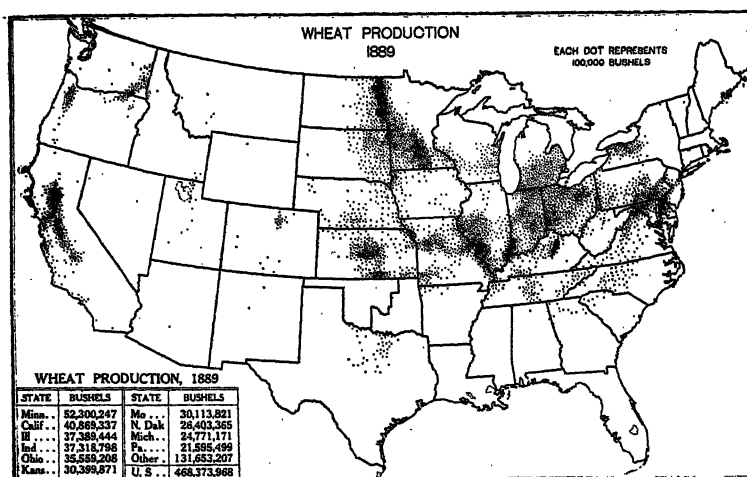 WHEAT PRODUCTION
1889
EACH DOT REPRESENTS
100,000 BUSHELS
WHEAT PRODUCTION, 1889
STATE BUSHELS STATE BUSHELS
Minn.. 52,300,247 Mo ... 30,113,821
Calif.. 40,869,337 N. Dak 26,403,365
Ill .... 37,389,444 Mich.. 24,771,171
Ind ... 37,318,798 Pa.... 21,595,499
Ohio.. 35,559,208 Other . 131,653,207
Kans.. 30,399,871 U. S .. 468,373,968